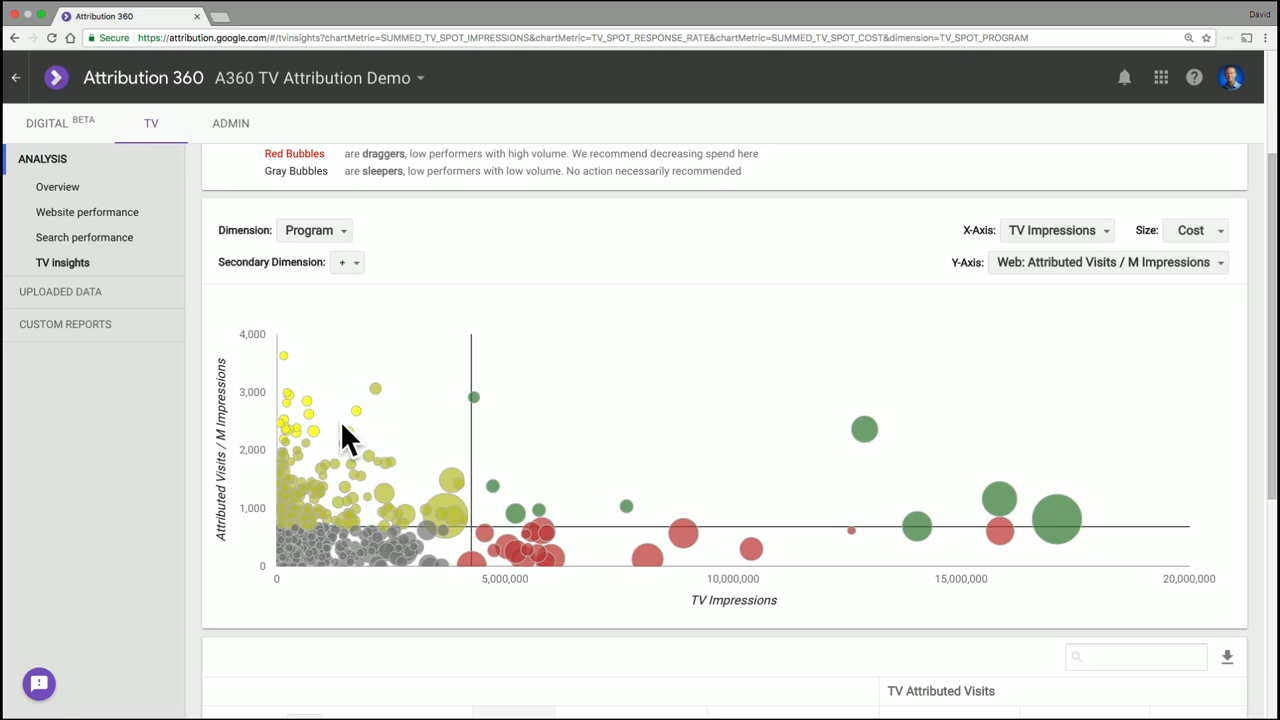 Attribution 360
David
Secure
https://attribution.google.com/#/tvinsights?chartMetric=SUMMED_TV_SPOT_IMPRESSIONS&chartMetric=TV_SPOT_RESPONSE_RATE&chartMetric=SUMMED_TV_SPOT_COST&dimension=TV_SPOT_PROGRAM
Attribution 360 A360 TV Attribution Demo
DIGITAL BETA TV ADMIN
ANALYSIS
Overview
Website performance
Search performance
TV insights
UPLOADED DATA
CUSTOM REPORTS
Red Bubbles are draggers, low performers with high volume. We recommend decreasing spend here
Gray Bubbles are sleepers, low performers with low volume. No action necessarily recommended
Dimension: Program X-Axis: TV Impressions Size: Cost
Secondary Dimension: + Y-Axis: Web: Attributed Visits / M Impressions
Attributed Visits / M Impressions
4,000
3,000
2,000
1,000
0
0 5,000,000 10,000,000 15,000,000 20,000,000
TV Impressions
TV Attributed Visits